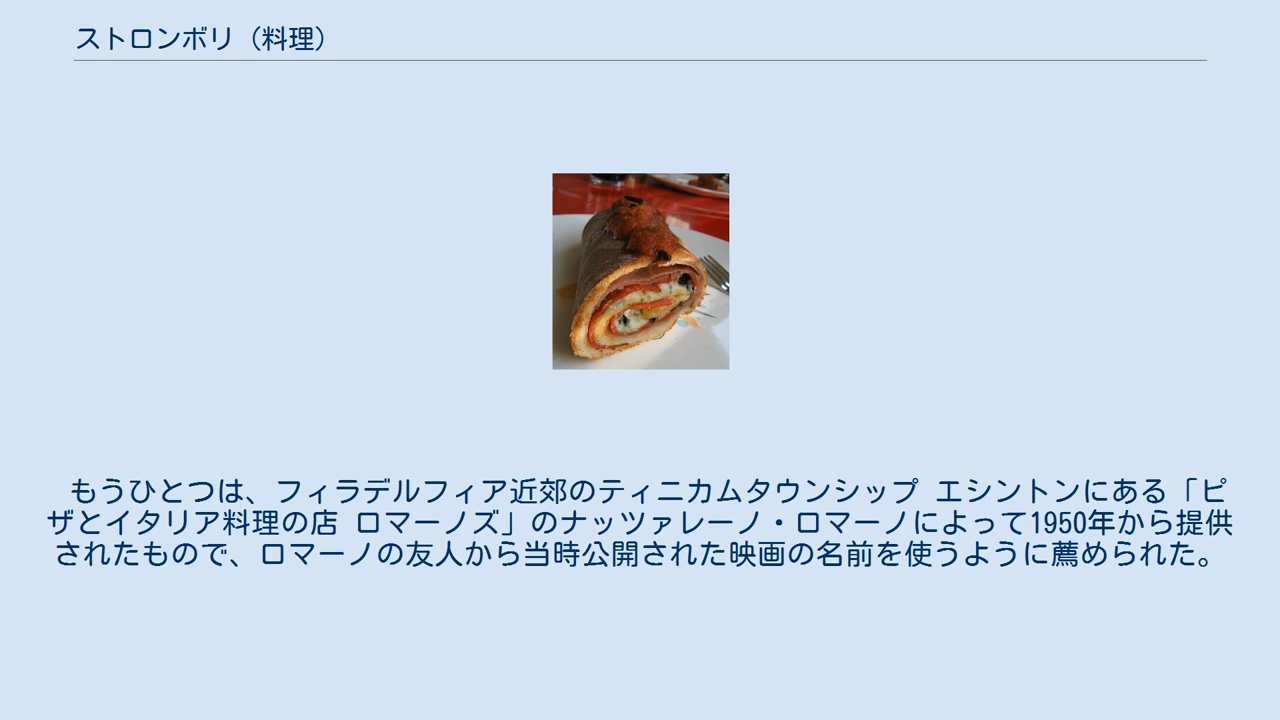 ストロンボリ（料理）
もうひとつは、フィラデルフィア近郊のティニカムタウンシップ エシントンにある「ピ
ザとイタリア料理の店 ロマーノズ」のナッツァレーノ・ロマーノによって1950年から提供
されたもので、ロマーノの友人から当時公開された映画の名前を使うように薦められた。